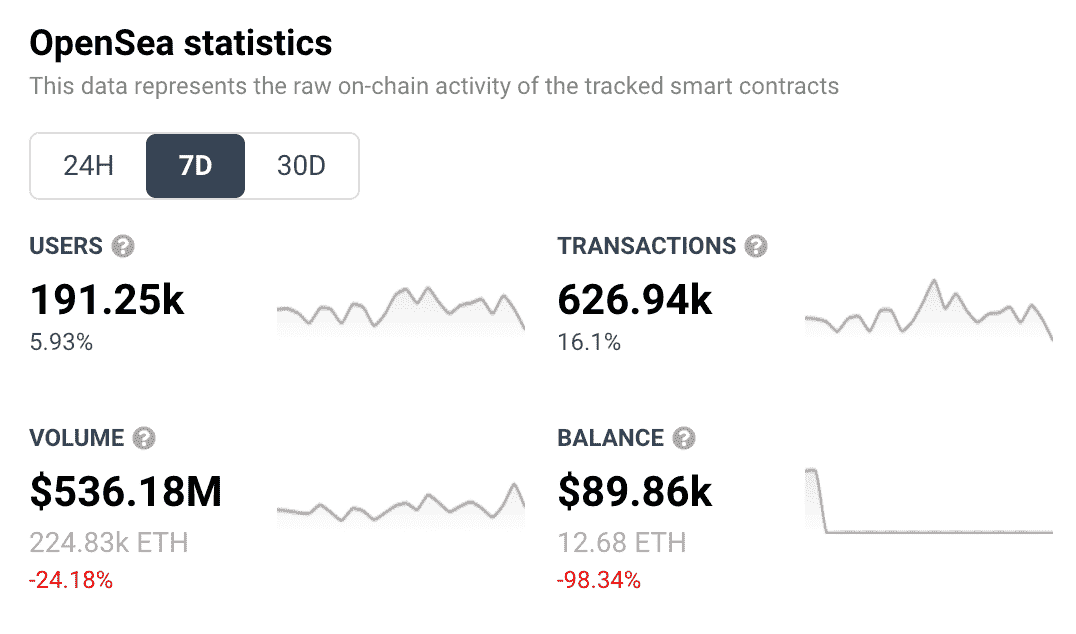 OpenSea statistics
This data represents the raw on-chain activity of the tracked smart contracts
24H 7D 30D
USERS ?
191.25k
5.93%
TRANSACTIONS ?
626.94k
16.1%
VOLUME ?
$536.18M
224.83k ETH
-24.18%
BALANCE ?
$89.86k
12.68 ETH
-98.34%